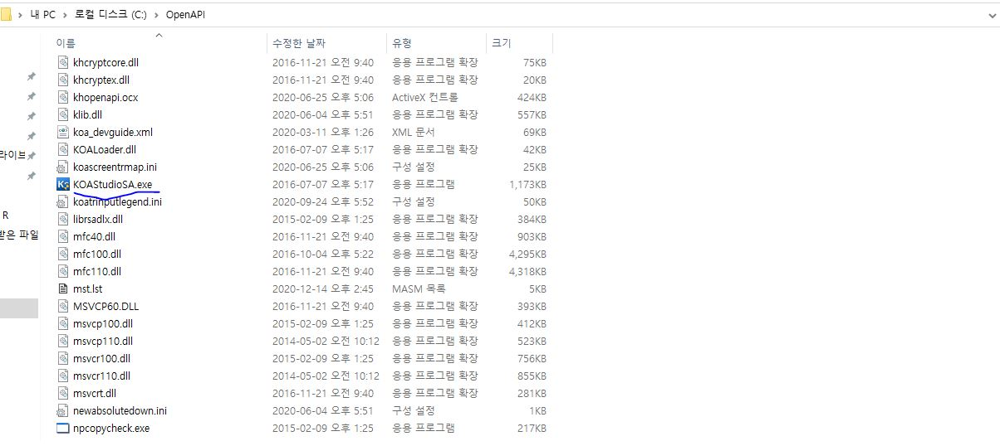 내 PC > 로컬 디스크 (C:) > OpenAPI
이름 수정한 날짜 유형 크기
khcryptcore.dll 2016-11-21 오전 9:40 응용 프로그램 확장 75KB
khcryptex.dll 2016-11-21 오전 9:40 응용 프로그램 확장 20KB
khopenapi.ocx 2020-06-25 오후 5:06 ActiveX 컨트롤 424KB
klib.dll 2020-06-04 오후 5:51 응용 프로그램 확장 557KB
koa_devguide.xml 2020-03-11 오후 1:26 XML 문서 69KB
라이브 KOALoader.dll 2016-07-07 오후 5:17 응용 프로그램 확장 42KB
koascreentrmap.ini 2020-06-25 오후 5:06 구성 설정 25KB
KOAStudioSA.exe 2016-07-07 오후 5:17 응용 프로그램 1,173KB
koatrinputlegend.ini 2020-09-24 오후 5:52 구성 설정 50KB
R librsadlx.dll 2015-02-09 오후 1:25 응용 프로그램 확장 384KB
받은 파일 mfc40.dll 2016-11-21 오전 9:40 응용 프로그램 확장 903KB
mfc100.dll 2016-10-04 오후 5:22 응용 프로그램 확장 4,295KB
mfc110.dll 2016-11-21 오전 9:40 응용 프로그램 확장 4,318KB
mst.lst 2020-12-14 오후 2:45 MASM 목록 5KB
MSVCP60.DLL 2016-11-21 오전 9:40 응용 프로그램 확장 393KB
msvcp100.dll 2015-02-09 오후 1:25 응용 프로그램 확장 412KB
msvcp110.dll 2014-05-02 오전 10:12 응용 프로그램 확장 523KB
msvcr100.dll 2015-02-09 오후 1:25 응용 프로그램 확장 756KB
msvcr110.dll 2014-05-02 오전 10:12 응용 프로그램 확장 855KB
msvcrt.dll 2016-11-21 오전 9:40 응용 프로그램 확장 281KB
newabsolutedown.ini 2020-06-04 오후 5:51 구성 설정 1KB
npcopycheck.exe 2015-02-09 오후 1:25 응용 프로그램 217KB